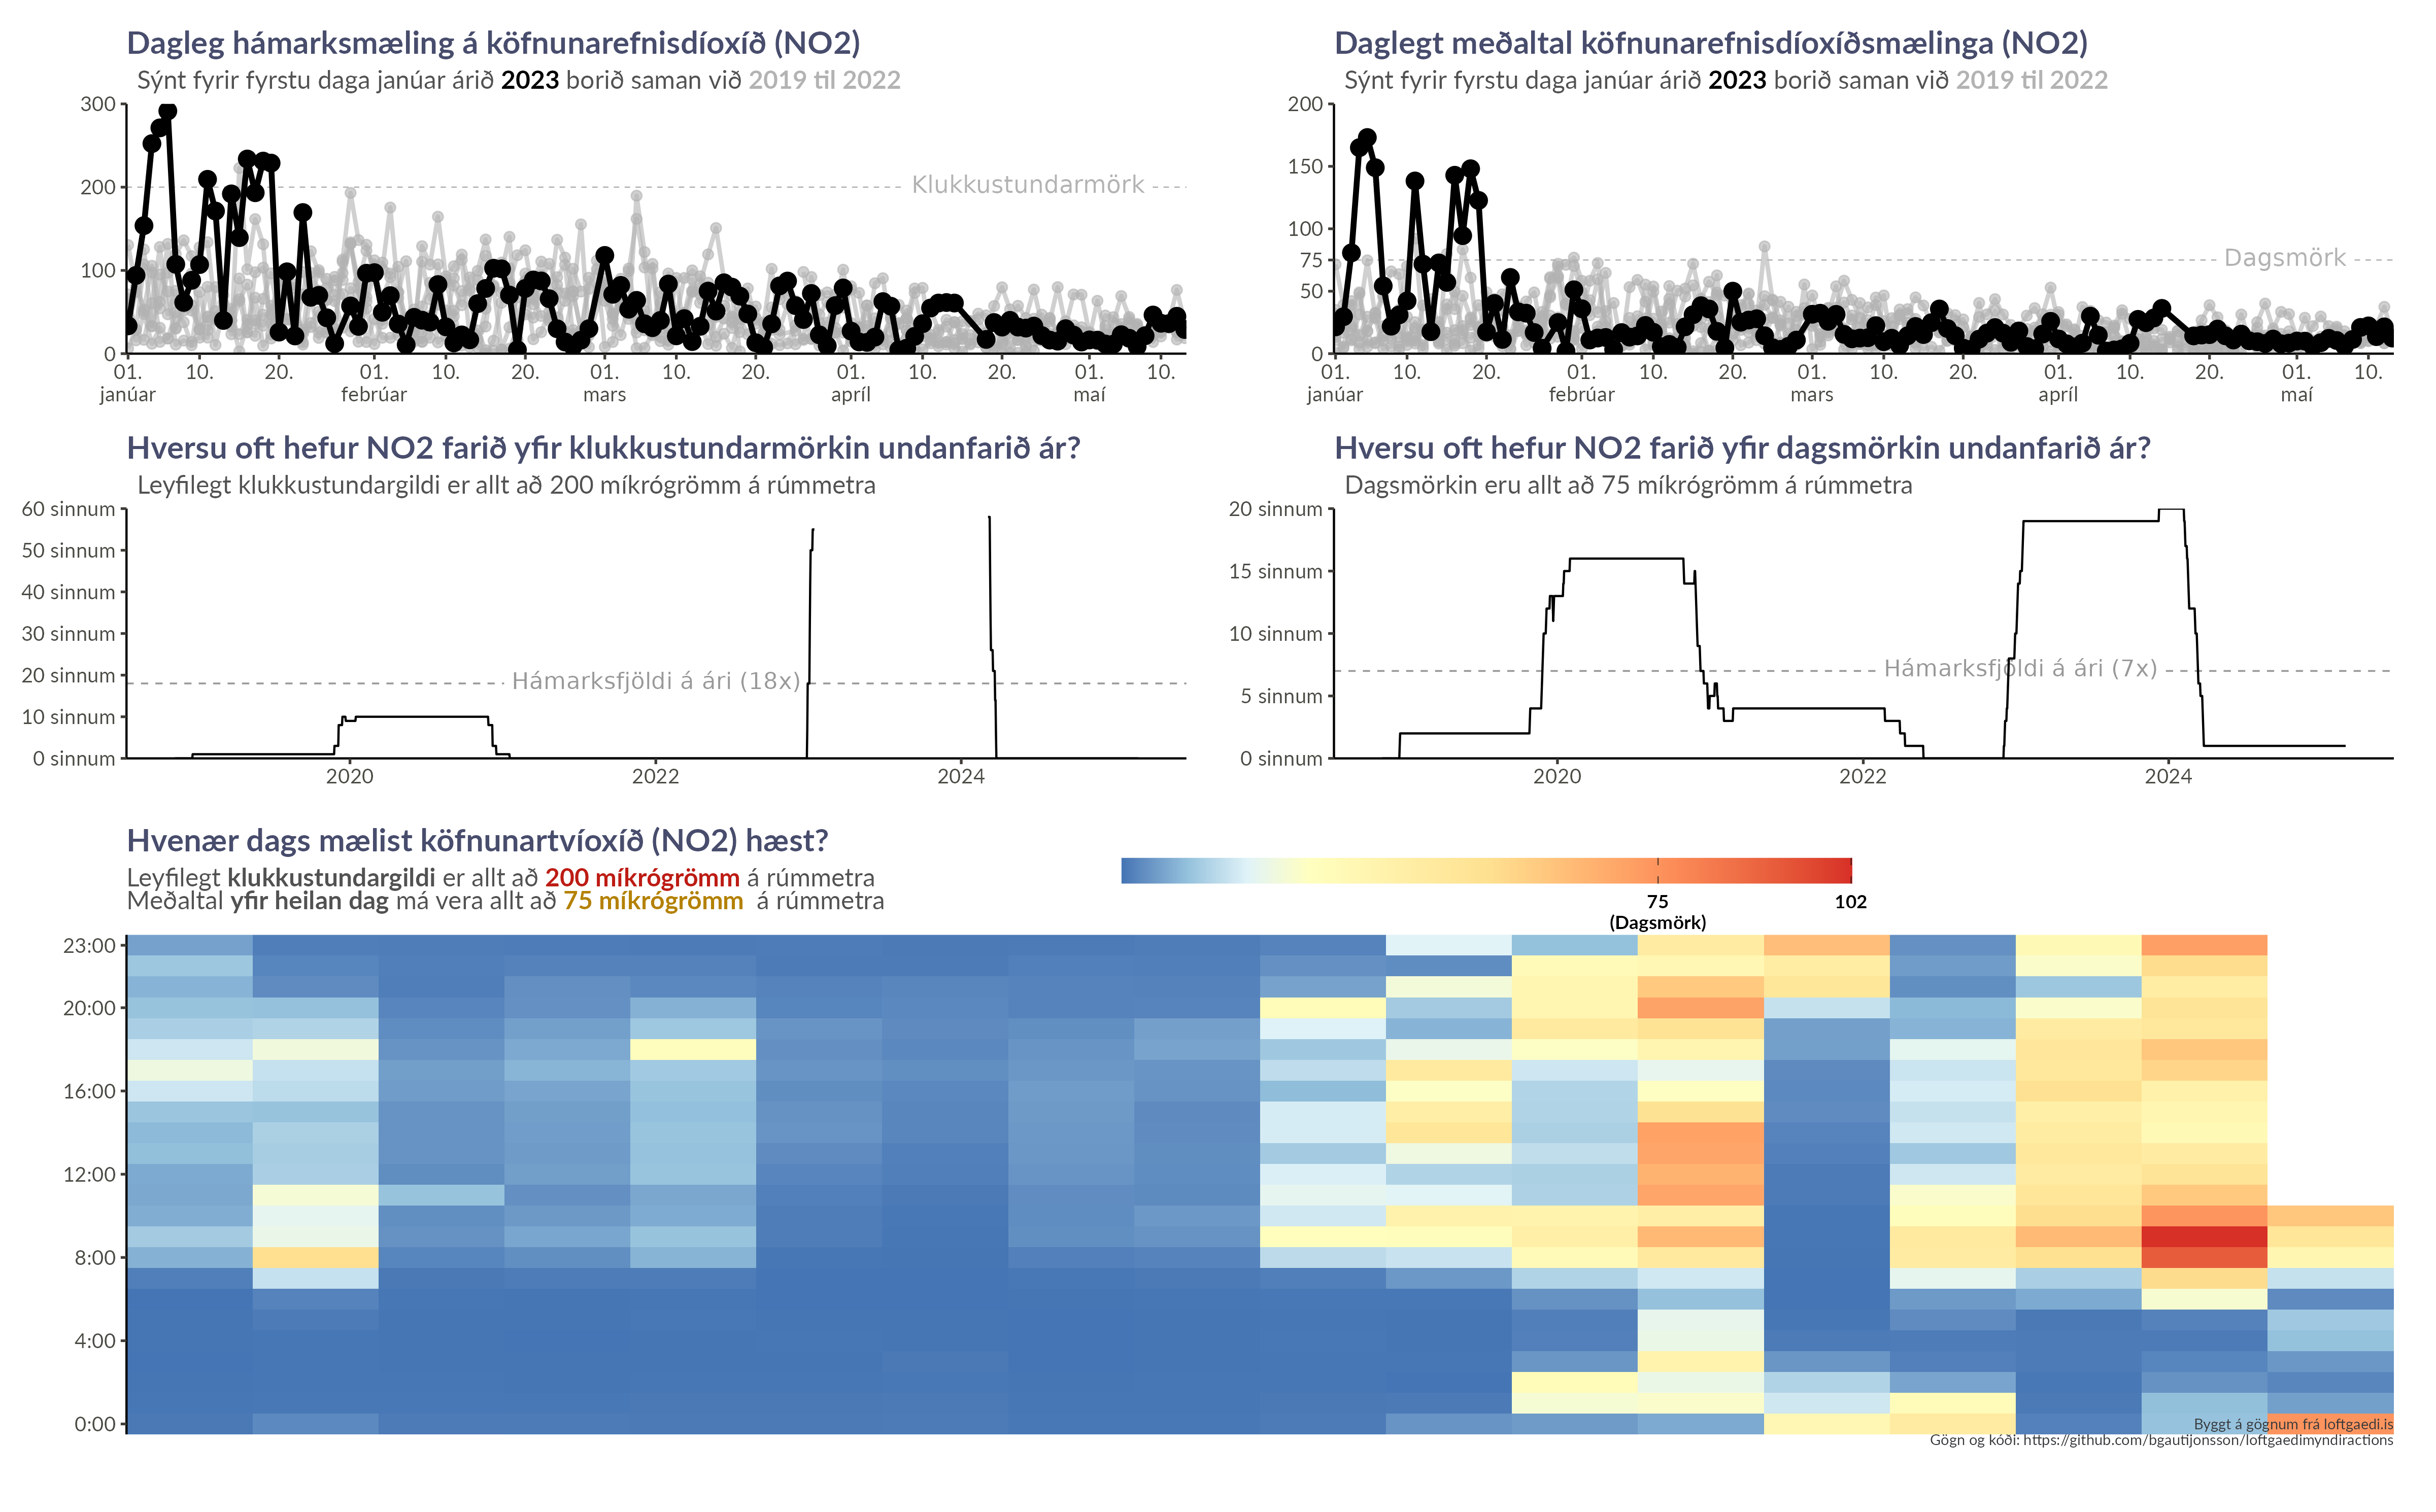 Dagleg hámarksmæling á köfnunarefnisdíoxíð (NO2)
Sýnt fyrir fyrstu daga janúar árið 2023 borið saman við 2019 til 2022
300
200
100
0
Klukkustundarmörk
01. 10. 20. 01. 10. 20. 01. 10. 20. 01. 10. 20. 01. 10.
janúar febrúar mars apríl maí
Daglegt meðaltal köfnunarefnisdíoxíðsmælinga (NO2)
Sýnt fyrir fyrstu daga janúar árið 2023 borið saman við 2019 til 2022
200
150
100
75
50
0
Dagsmörk
01. 10. 20. 01. 10. 20. 01. 10. 20. 01. 10. 20. 01. 10.
janúar febrúar mars apríl maí
Hversu oft hefur NO2 farið yfir klukkustundarmörkin undanfarið ár?
Leyfilegt klukkustundargildi er allt að 200 míkrógrömm á rúmmetra
60 sinnum
50 sinnum
40 sinnum
30 sinnum
20 sinnum
10 sinnum
0 sinnum
Hámarksfjöldi á ári (18x)
2020 2022 2024
Hversu oft hefur NO2 farið yfir dagsmörkin undanfarið ár?
Dagsmörkin eru allt að 75 míkrógrömm á rúmmetra
20 sinnum
15 sinnum
10 sinnum
5 sinnum
0 sinnum
Hámarksfjöldi á ári (7x)
2020 2022 2024
Hvenær dags mælist köfnunartvíoxíð (NO2) hæst?
Leyfilegt klukkustundargildi er allt að 200 míkrógrömm á rúmmetra
Meðaltal yfir heilan dag má vera allt að 75 míkrógrömm á rúmmetra
75 102
(Dagsmörk)
23:00
20:00
16:00
12:00
8:00
4:00
0:00
Byggt á gögnum frá loftgaedi.is
Gögn og kóði: https://github.com/bgautijonsson/loftgaedimyndiractions